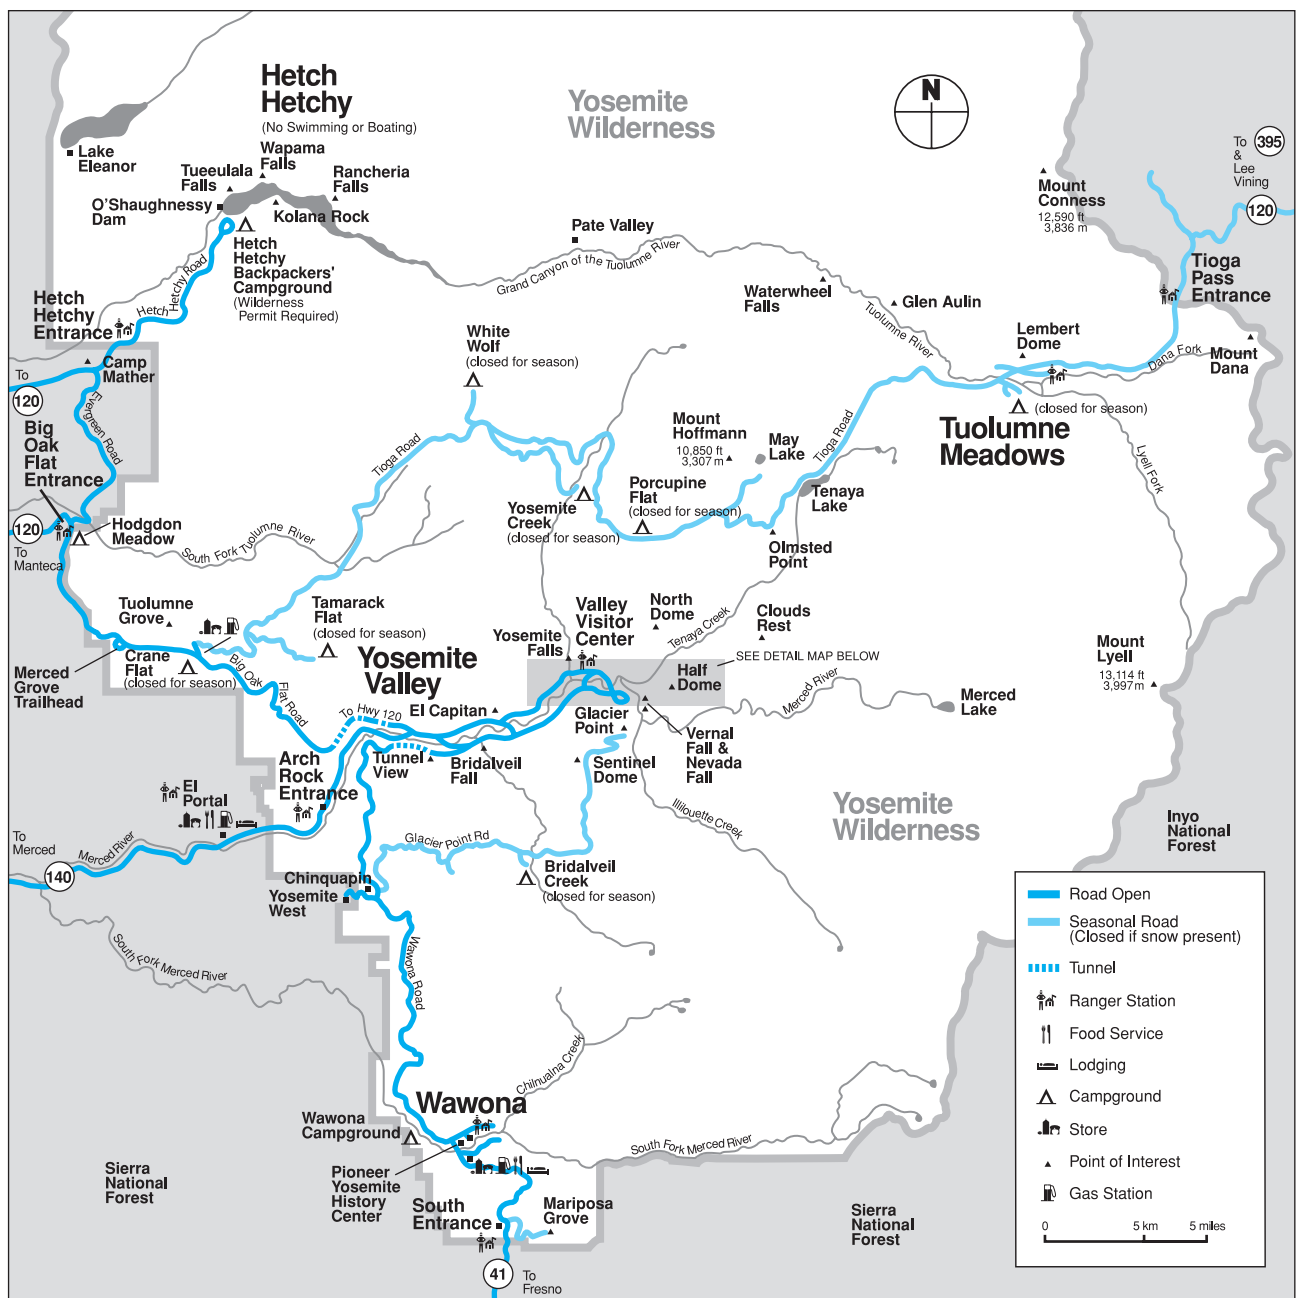 Hetch
Hetchy
(No Swimming or Boating)
Yosemite
Wilderness
N
To
&
Lee
Vining
395
120
Lake
Eleanor
Tueeulala
Falls
Wapama
Falls
Rancheria
Falls
O'Shaughnessy
Dam
Kolana Rock
Mount
Conness
12,590 ft
3,836 m
Pate Valley
Grand Canyon of the Tuolumne River
Hetch
Hetchy
Backpackers'
Campground
(Wilderness
Permit Required)
Hetch Hetchy Road
Hetch
Hetchy
Entrance
Tioga
Pass
Entrance
Waterwheel
Falls
Glen Aulin
Tuolumne River
Lembert
Dome
Dana Fork
Mount
Dana
White
Wolf
(closed for season)
Camp
Mather
To
120
Evergreen Road
Big
Oak
Flat
Entrance
120
To
Manteca
Hodgdon
Meadow
(closed for season)
Tuolumne
Meadows
Lyell Fork
Mount
Hoffmann
10,850 ft
3,307 m
May
Lake
Tioga Road
Tioga Road
Tenaya
Lake
Yosemite
Creek
(closed for season)
Porcupine
Flat
(closed for season)
Olmsted
Point
South Fork Tuolumne River
Tuolumne
Grove
Tamarack
Flat
(closed for season)
Valley
Visitor
Center
North
Dome
Clouds
Rest
Tenaya Creek
Yosemite
Falls
SEE DETAIL MAP BELOW
Half
Dome
Mount
Lyell
13,114 ft
3,997 m
Merced
Grove
Trailhead
Crane
Flat
(closed for season)
Big Oak Flat Road
Yosemite
Valley
To Hwy 120
El Capitan
Glacier
Point
Merced River
Merced
Lake
Vernal
Fall &
Nevada
Fall
Arch
Rock
Entrance
Tunnel
View
Bridalveil
Fall
Sentinel
Dome
El
Portal
To
Merced
Merced River
140
Illilouette Creek
Yosemite
Wilderness
Inyo
National
Forest
Glacier Point Rd
Bridalveil
Creek
(closed for season)
Chinquapin
Yosemite
West
South Fork Merced River
Wawona Road
Road Open
Seasonal Road
(Closed if snow present)
Tunnel
Ranger Station
Food Service
Lodging
Campground
Store
Point of Interest
Gas Station
0
5 km
5 miles
Chilnualna Creek
Wawona
Wawona
Campground
South Fork Merced River
Pioneer
Yosemite
History
Center
South
Entrance
Mariposa
Grove
Sierra
National
Forest
Sierra
National
Forest
41
To
Fresno